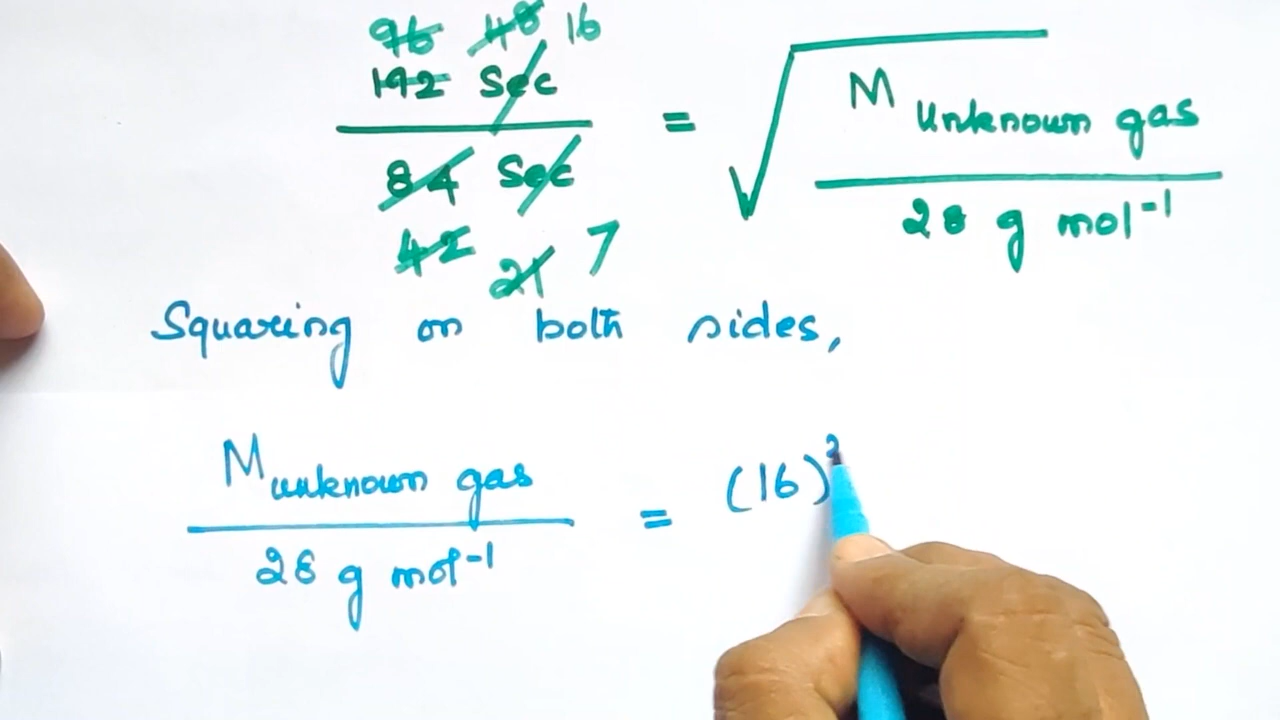 96 48 16
192 Sec
84 Sec
42 21 7
= √ M unknown gas
28 g mol⁻¹
Squaring on both sides,
M unknown gas
28 g mol⁻¹
= (16)²